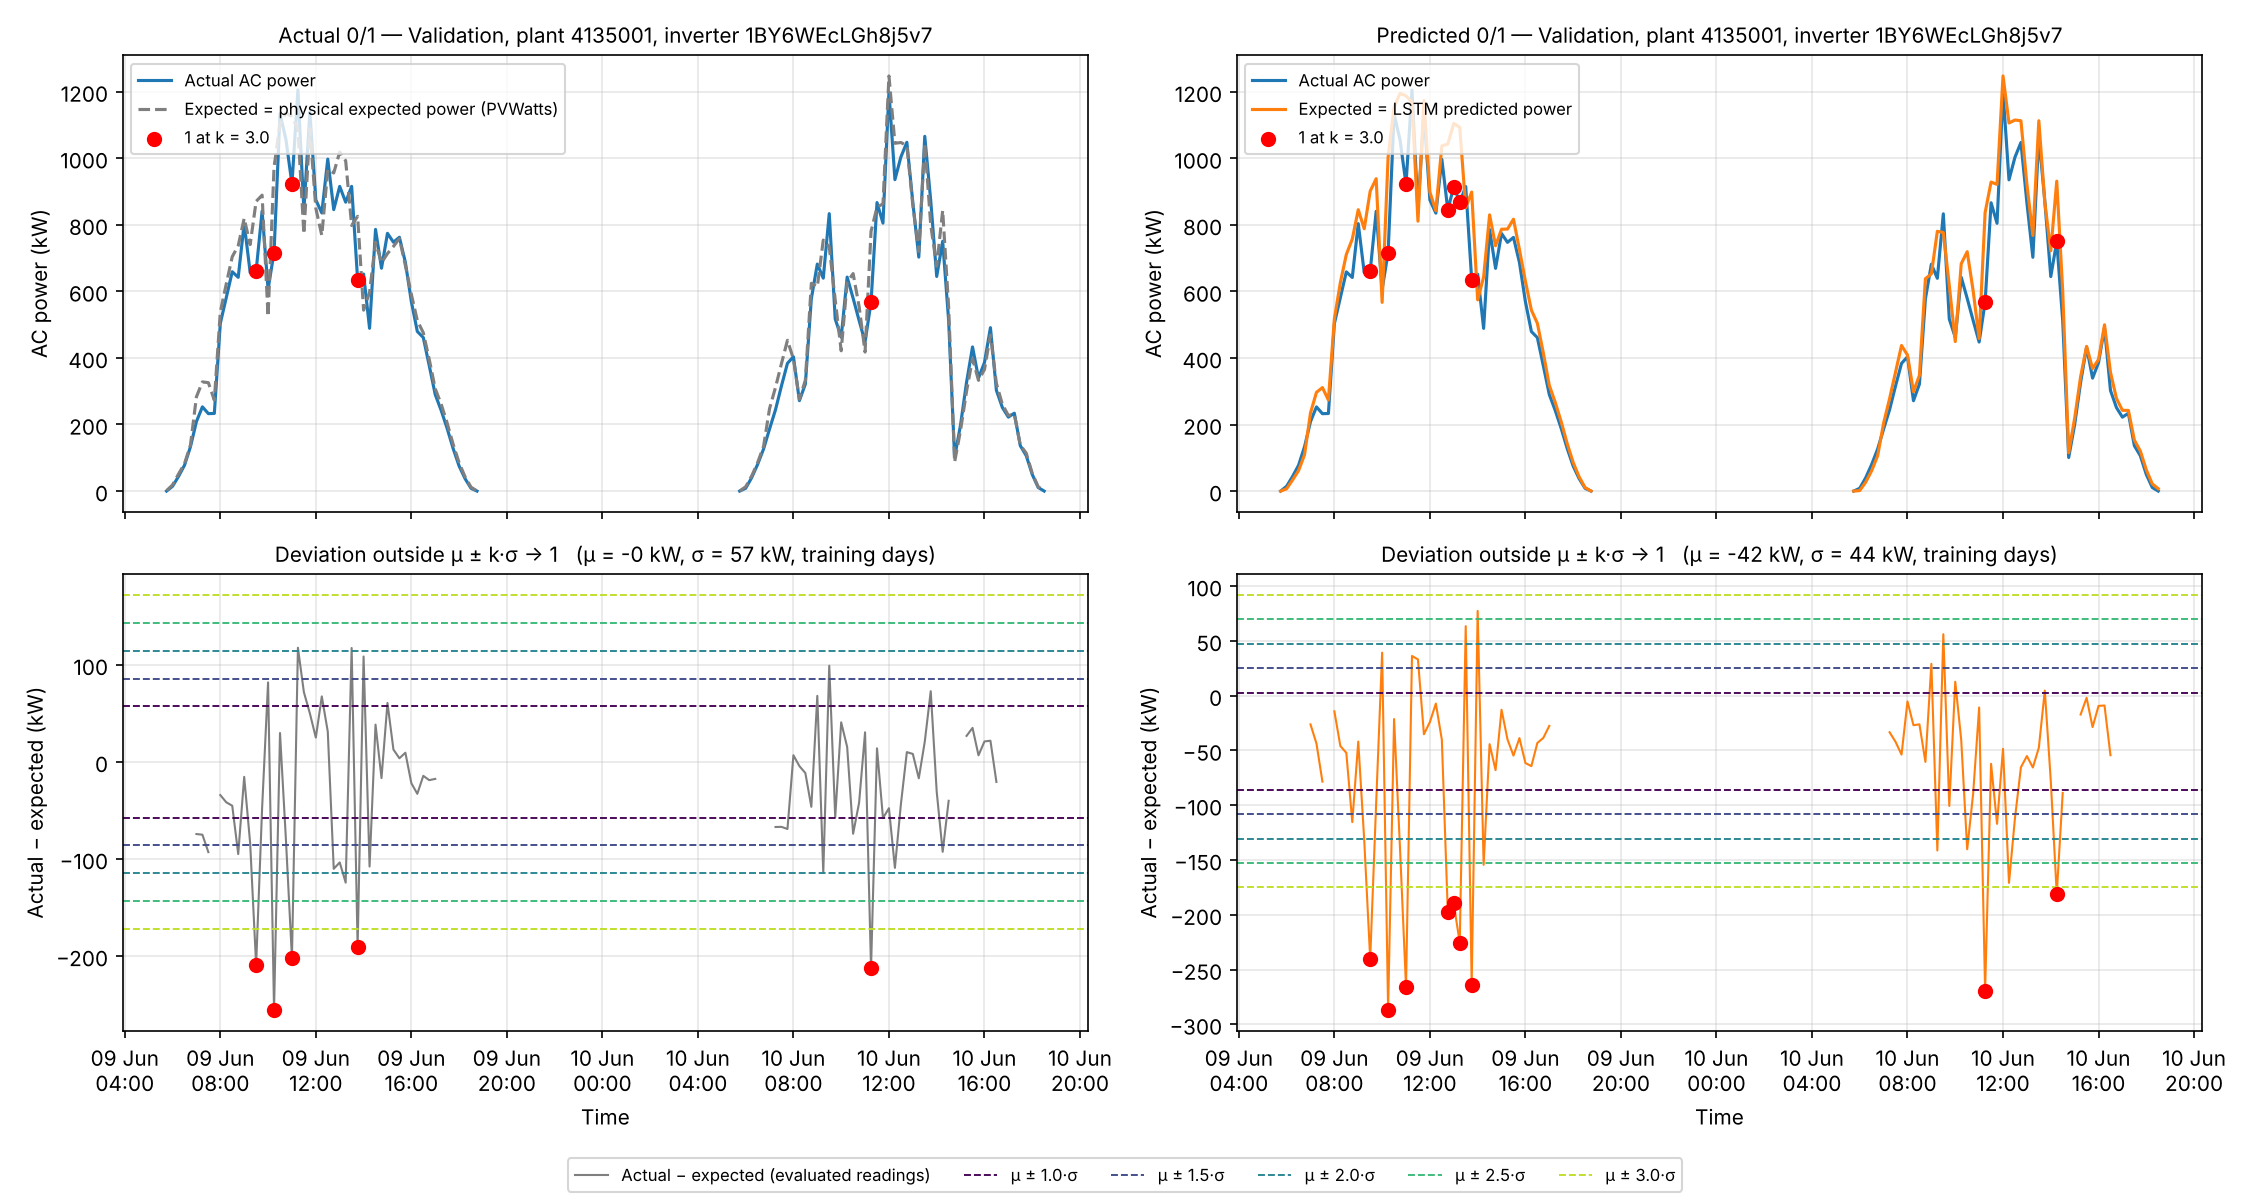 Actual 0/1 — Validation, plant 4135001, inverter 1BY6WEcLGh8j5v7
Actual AC power
Expected = physical expected power (PVWatts)
1 at k = 3.0
AC power (kW)
1200
1000
800
600
400
200
0
Predicted 0/1 — Validation, plant 4135001, inverter 1BY6WEcLGh8j5v7
Actual AC power
Expected = LSTM predicted power
1 at k = 3.0
AC power (kW)
1200
1000
800
600
400
200
0
Deviation outside μ ± k·σ → 1 (μ = -0 kW, σ = 57 kW, training days)
Actual − expected (kW)
100
0
−100
−200
09 Jun 09 Jun 09 Jun 09 Jun 09 Jun 10 Jun 10 Jun 10 Jun 10 Jun 10 Jun 10 Jun
04:00 08:00 12:00 16:00 20:00 00:00 04:00 08:00 12:00 16:00 20:00
Time
Deviation outside μ ± k·σ → 1 (μ = -42 kW, σ = 44 kW, training days)
Actual − expected (kW)
100
50
0
−50
−100
−150
−200
−250
−300
09 Jun 09 Jun 09 Jun 09 Jun 09 Jun 10 Jun 10 Jun 10 Jun 10 Jun 10 Jun 10 Jun
04:00 08:00 12:00 16:00 20:00 00:00 04:00 08:00 12:00 16:00 20:00
Time
Actual − expected (evaluated readings) μ ± 1.0·σ μ ± 1.5·σ μ ± 2.0·σ μ ± 2.5·σ μ ± 3.0·σ